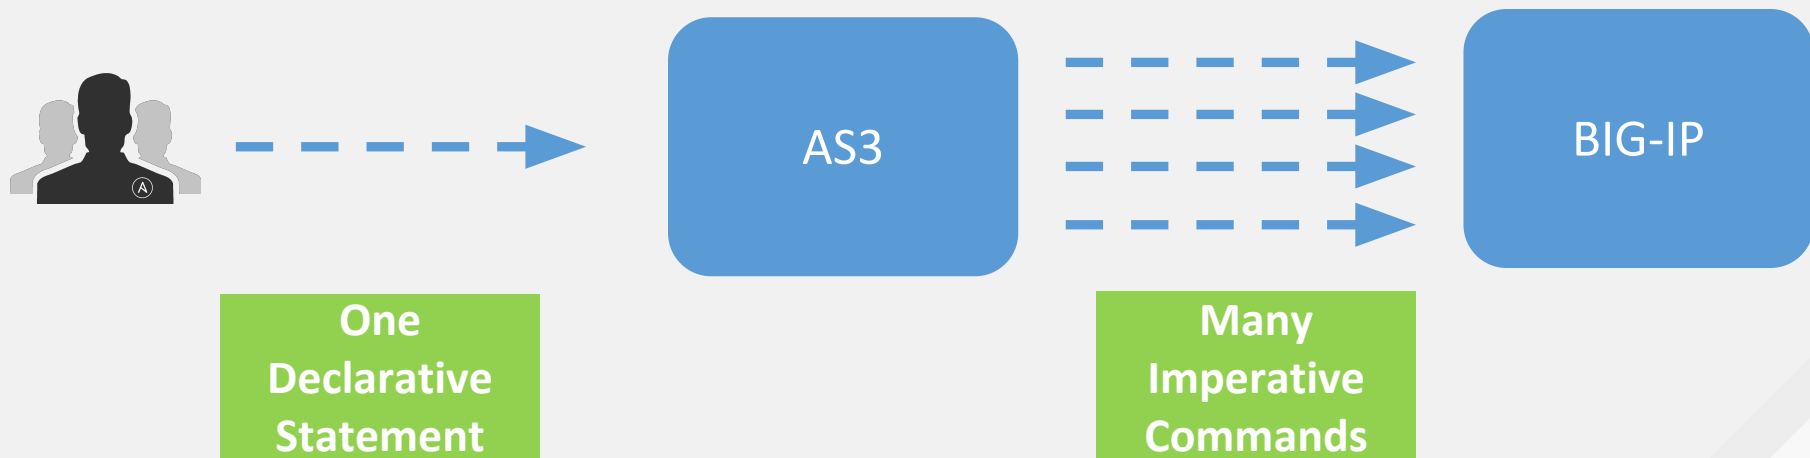 AS3
BIG-IP
A
One
Declarative
Statement
Many
Imperative
Commands